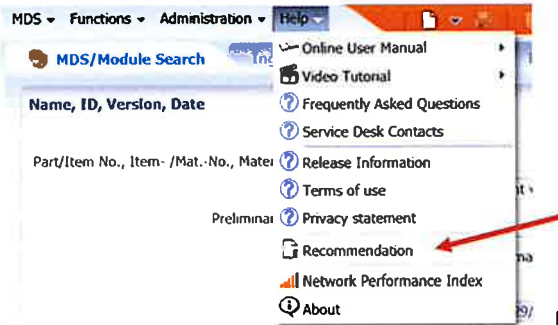 MDS Functions Administration Help
Online User Manual
MDS/Module Search
Video Tutorial
Name, ID, Version, Date
Frequently Asked Questions
Service Desk Contacts
Part/Item No., Item- /Mat.-No., Mater
Release Information
Terms of use
Prelimina
Privacy statement
Recommendation
Network Performance Index
About